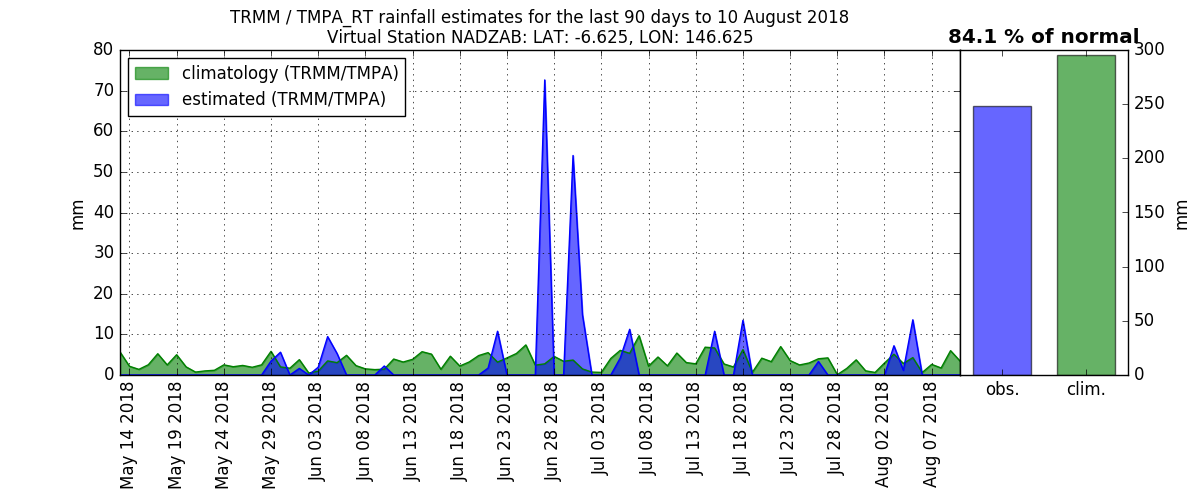 TRMM / TMPA_RT rainfall estimates for the last 90 days to 10 August 2018
Virtual Station NADZAB: LAT: -6.625, LON: 146.625
84.1 % of normal
climatology (TRMM/TMPA)
estimated (TRMM/TMPA)
mm
80
70
60
50
40
30
20
10
0
May 14 2018
May 19 2018
May 24 2018
May 29 2018
Jun 03 2018
Jun 08 2018
Jun 13 2018
Jun 18 2018
Jun 23 2018
Jun 28 2018
Jul 03 2018
Jul 08 2018
Jul 13 2018
Jul 18 2018
Jul 23 2018
Jul 28 2018
Aug 02 2018
Aug 07 2018
300
250
200
150
100
50
0
mm
obs.
clim.